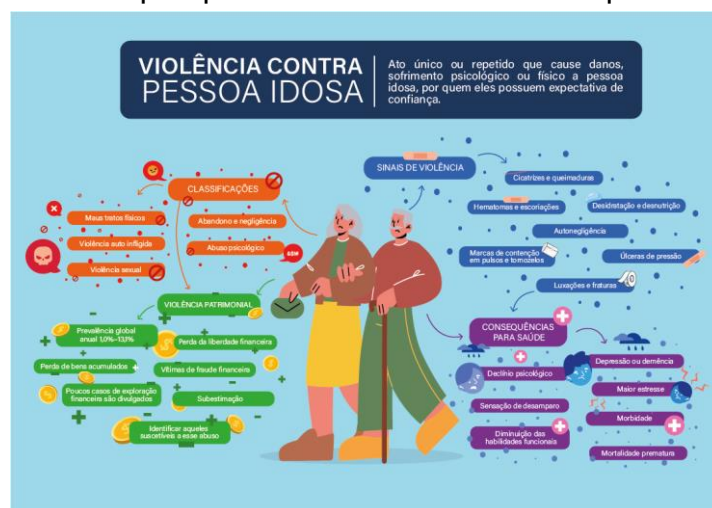 VIOLÊNCIA CONTRA
PESSOA IDOSA
Ato único ou repetido que cause danos,
sofrimento psicológico ou físico a pessoa
idosa, por quem eles possuem expectativa de
confiança.
CLASSIFICAÇÕES
Maus tratos físicos
Abandono e negligência
Violência auto infligida
Abuso psicológico
Violência sexual
VIOLÊNCIA PATRIMONIAL
Prevalência global
anual 1,0%-13,1%
Perda da liberdade financeira
Perda de bens acumulados
Vítimas de fraude financeira
Poucos casos de exploração
financeira são divulgados
Subestimação
Identificar aqueles
suscetíveis a esse abuso
SINAIS DE VIOLÊNCIA
Cicatrizes e queimaduras
Hematomas e escoriações
Desidratação e desnutrição
Autonegligência
Marcas de contenção
em pulsos e tornozelos
Úlceras de pressão
Luxações e fraturas
CONSEQUÊNCIAS
PARA SAÚDE
Declínio psicológico
Depressão ou demência
Maior estresse
Sensação de desamparo
Morbidade
Diminuição das
habilidades funcionais
Mortalidade prematura